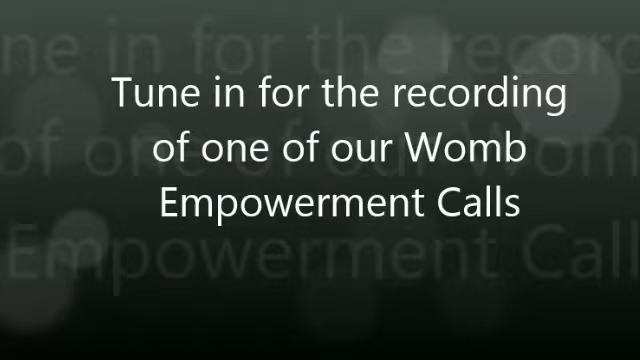 Tune in for the recording
of one of our Womb
Empowerment Calls